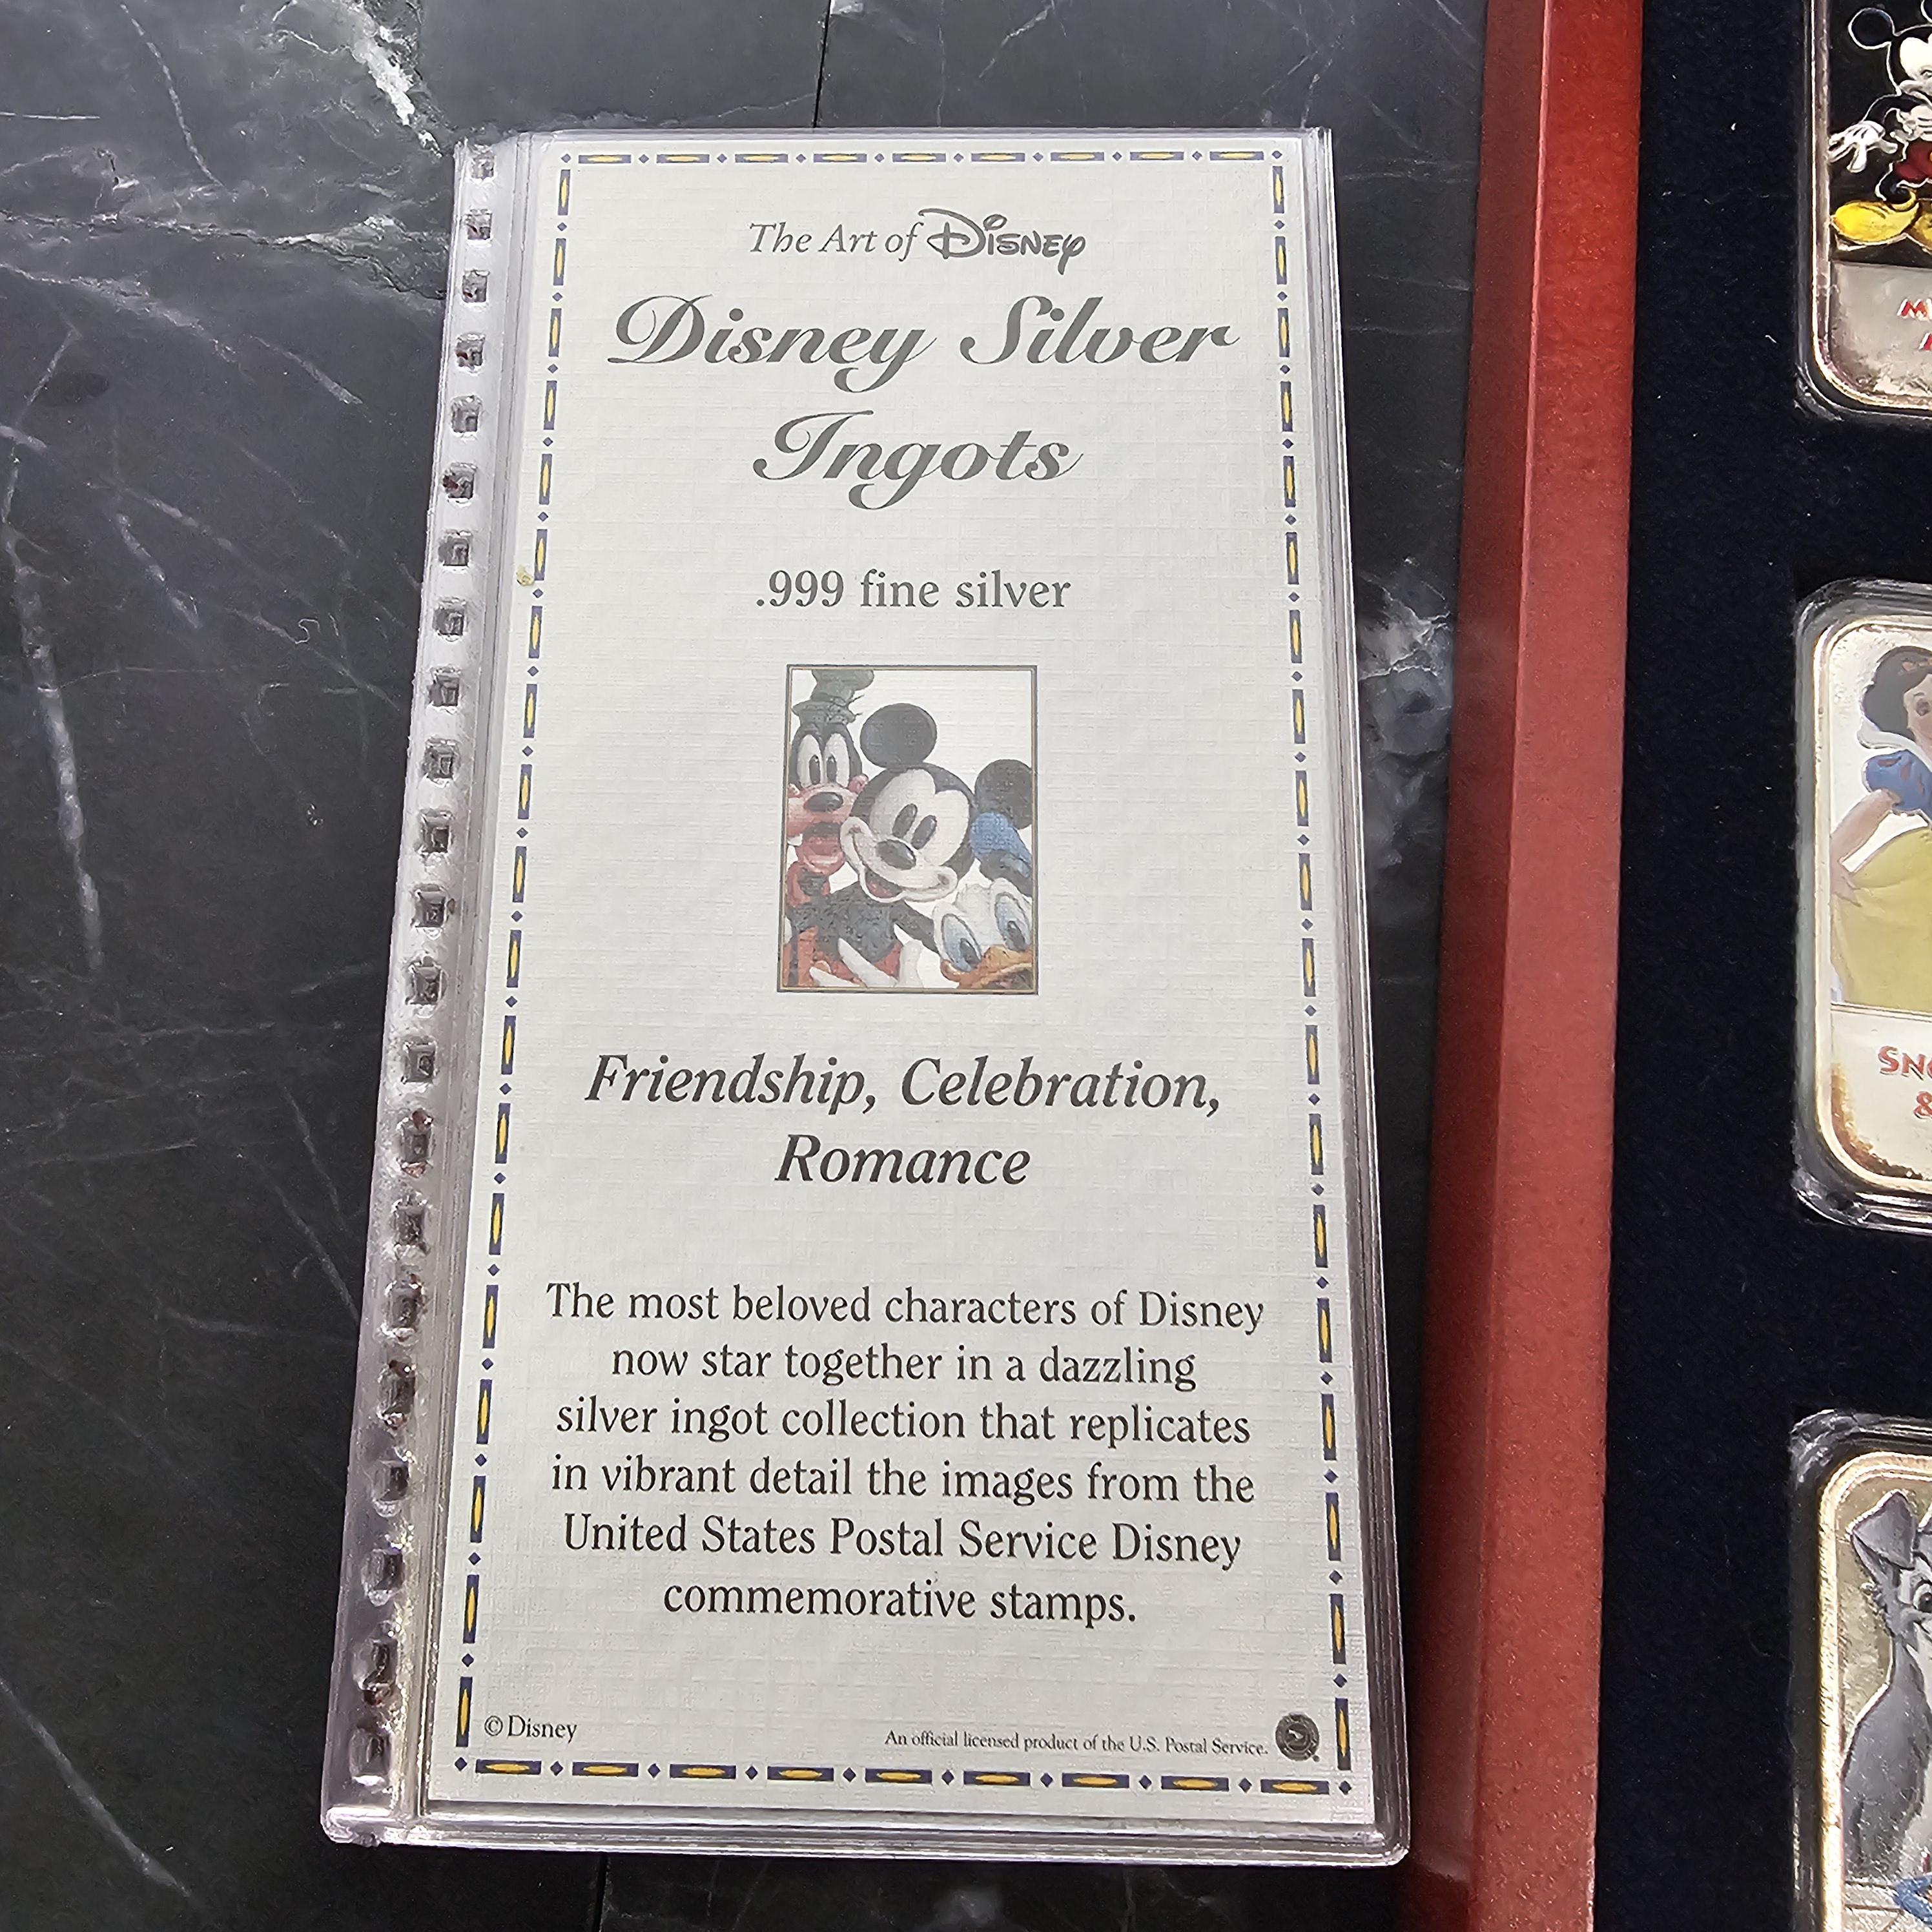 The Art of Disney
Disney Silver
Ingots
.999 fine silver
Friendship, Celebration,
Romance
The most beloved characters of Disney
now star together in a dazzling
silver ingot collection that replicates
in vibrant detail the images from the
United States Postal Service Disney
commemorative stamps.
© Disney
An official licensed product of the U.S. Postal Service.
&